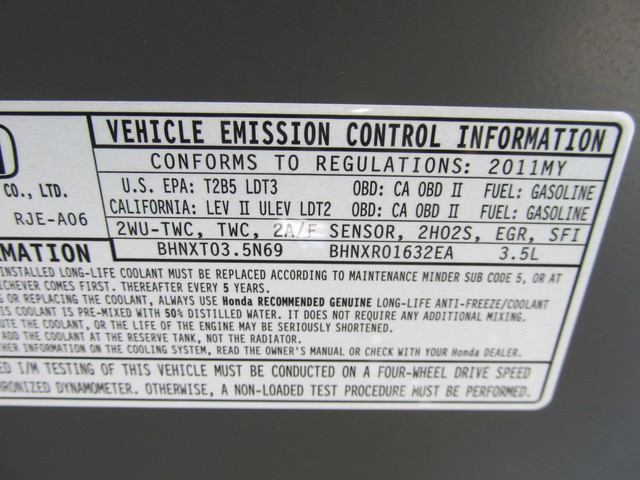 VEHICLE EMISSION CONTROL INFORMATION
CONFORMS TO REGULATIONS: 2011MY
CO., LTD.
U.S. EPA: T2B5 LDT3 OBD: CA OBD II FUEL: GASOLINE
RJE-A06
CALIFORNIA: LEV II ULEV LDT2 OBD: CA OBD II FUEL: GASOLINE
2WU-TWC, TWC, 2A/F SENSOR, 2HO2S, EGR, SFI
RMATION
BHNXT03.5N69 BHNXR01632EA 3.5L
INSTALLED LONG-LIFE COOLANT MUST BE REPLACED ACCORDING TO MAINTENANCE MINDER SUB CODE 5, OR AT
ICHEVER COMES FIRST. THEREAFTER EVERY 5 YEARS.
G OR REPLACING THE COOLANT, ALWAYS USE Honda RECOMMENDED GENUINE LONG-LIFE ANTI-FREEZE/COOLANT
IS COOLANT IS PRE-MIXED WITH 50% DISTILLED WATER. IT DOES NOT REQUIRE ANY ADDITIONAL MIXING.
UTE THE COOLANT, OR THE LIFE OF THE ENGINE MAY BE SERIOUSLY SHORTENED.
ADD THE COOLANT AT THE RESERVE TANK, NOT THE RADIATOR.
HER INFORMATION ON THE COOLING SYSTEM, READ THE OWNER'S MANUAL OR CHECK WITH YOUR Honda DEALER.
ED I/M TESTING OF THIS VEHICLE MUST BE CONDUCTED ON A FOUR-WHEEL DRIVE SPEED
HRONIZED DYNAMOMETER. OTHERWISE, A NON-LOADED TEST PROCEDURE MUST BE PERFORMED.